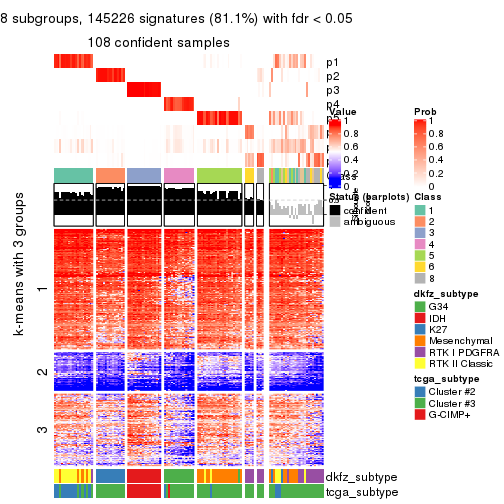 8 subgroups, 145226 signatures (81.1%) with fdr < 0.05
108 confident samples
p1
p2
p3
p4
Value
1
0.8
0.6
0.4
0.2
0
Prob
1
0.8
0.6
0.4
0.2
0
Status (barplots)
confident
ambiguous
Class
1
2
3
4
5
6
8
k-means with 3 groups
1
2
3
dkfz_subtype
G34
IDH
K27
Mesenchymal
RTK I PDGFRA
RTK II Classic
tcga_subtype
Cluster #2
Cluster #3
G-CIMP+
dkfz_subtype
tcga_subtype